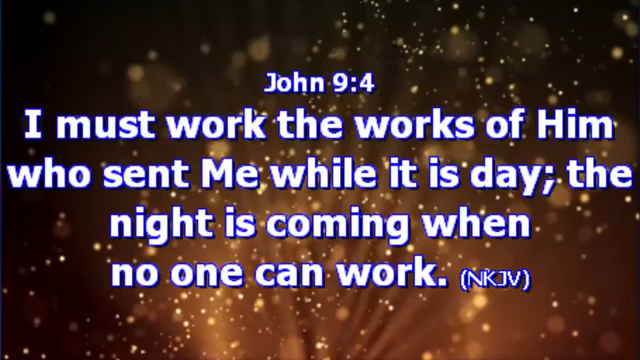 John 9:4
I must work the works of Him
who sent Me while it is day; the
night is coming when
no one can work. (NKJV)